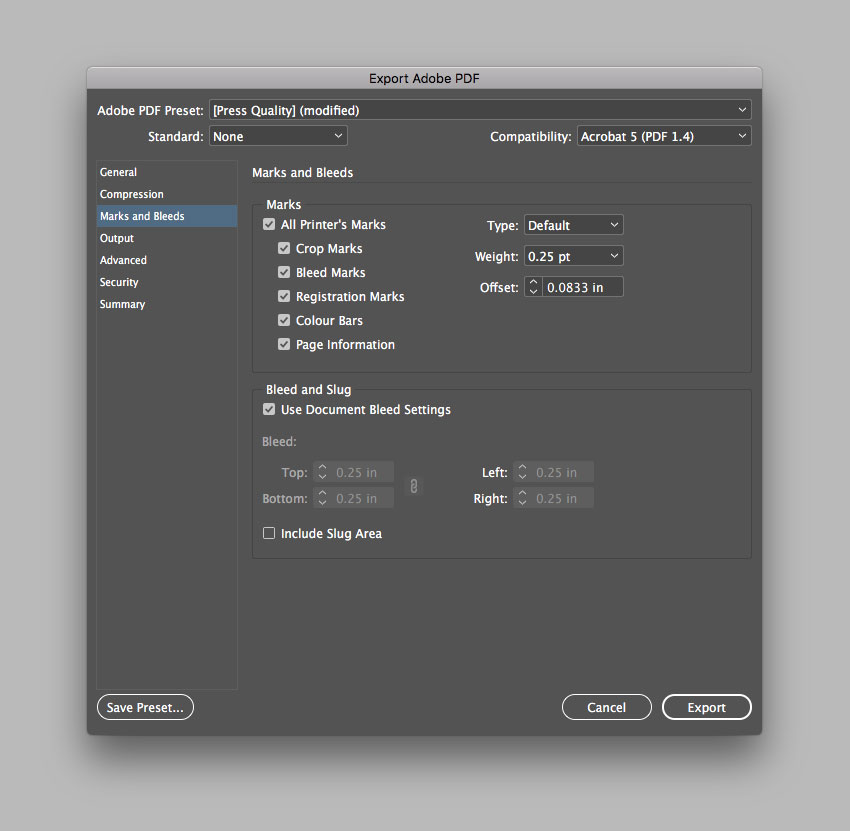 Export Adobe PDF
Adobe PDF Preset: [Press Quality] (modified)
Standard: None Compatibility: Acrobat 5 (PDF 1.4)
General
Compression
Marks and Bleeds
Output
Advanced
Security
Summary
Marks and Bleeds
Marks
All Printer's Marks
Crop Marks
Bleed Marks
Registration Marks
Colour Bars
Page Information
Type: Default
Weight: 0.25 pt
Offset: 0.0833 in
Bleed and Slug
Use Document Bleed Settings
Bleed:
Top: 0.25 in Left: 0.25 in
Bottom: 0.25 in Right: 0.25 in
Include Slug Area
Save Preset... Cancel Export